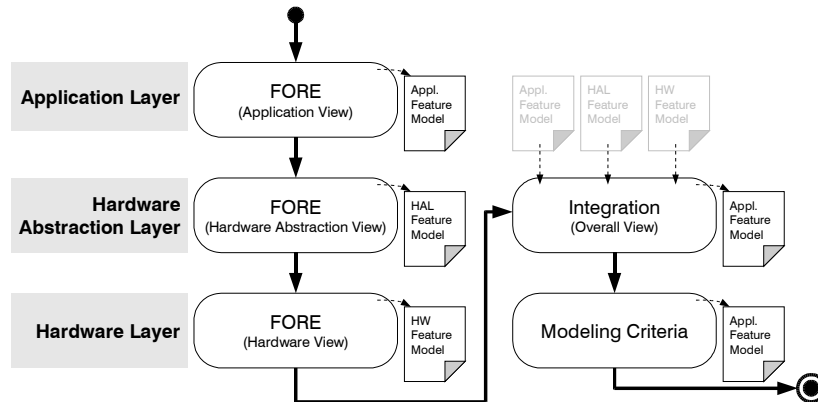 Application Layer
FORE
(Application View)
Appl.
Feature
Model
Appl.
Feature
Model
HAL
Feature
Model
HW
Feature
Model
Hardware
Abstraction Layer
FORE
(Hardware Abstraction View)
HAL
Feature
Model
Integration
(Overall View)
Appl.
Feature
Model
Hardware Layer
FORE
(Hardware View)
HW
Feature
Model
Modeling Criteria
Appl.
Feature
Model